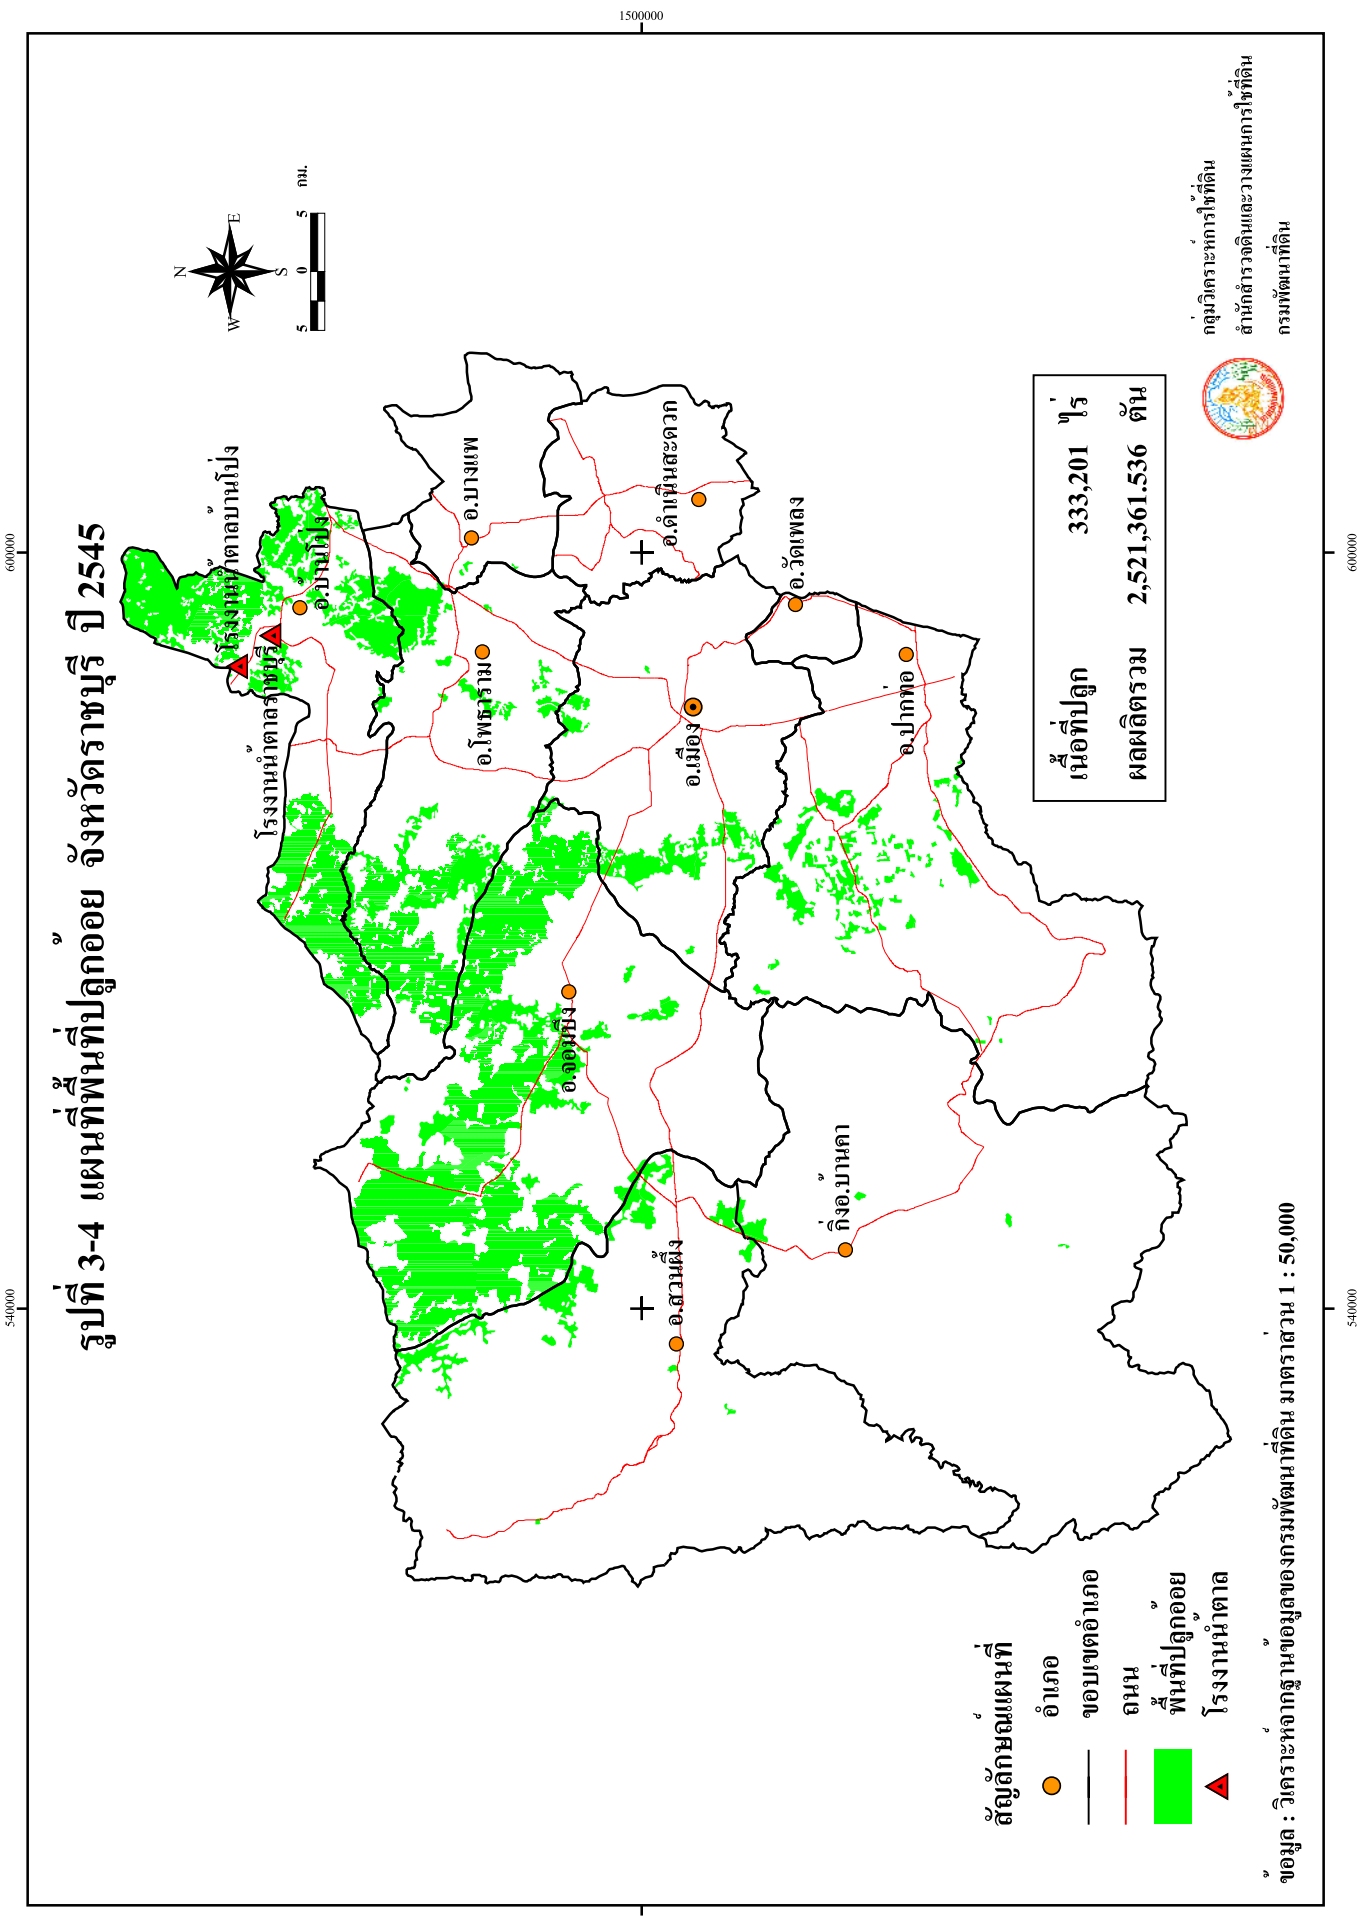 รูปที่ 3-4 แผนที่พื้นที่ปลูกอ้อย จังหวัดราชบุรี ปี 2545
540000
600000
1500000
N
W
E
S
5
0
5
กม.
โรงงานน้ำตาลบ้านโป่ง
โรงงานน้ำตาลราชบุรี
อ.บ้านโป่ง
อ.บางแพ
อ.โพธาราม
อ.ดำเนินสะดวก
อ.จอมบึง
อ.เมือง
อ.สวนผึ้ง
อ.วัดเพลง
อ.ปากท่อ
กิ่งอ.บ้านคา
เนื้อที่ปลูก 333,201 ไร่
ผลผลิตรวม 2,521,361.536 ตัน
สัญลักษณ์แผนที่
อำเภอ
ขอบเขตอำเภอ
ถนน
พื้นที่ปลูกอ้อย
โรงงานน้ำตาล
กลุ่มวิเคราะห์การใช้ที่ดิน
สำนักสำรวจดินและวางแผนการใช้ที่ดิน
กรมพัฒนาที่ดิน
ข้อมูล : วิเคราะห์จากฐานข้อมูลของกรมพัฒนาที่ดิน มาตราส่วน 1 : 50,000
540000
600000